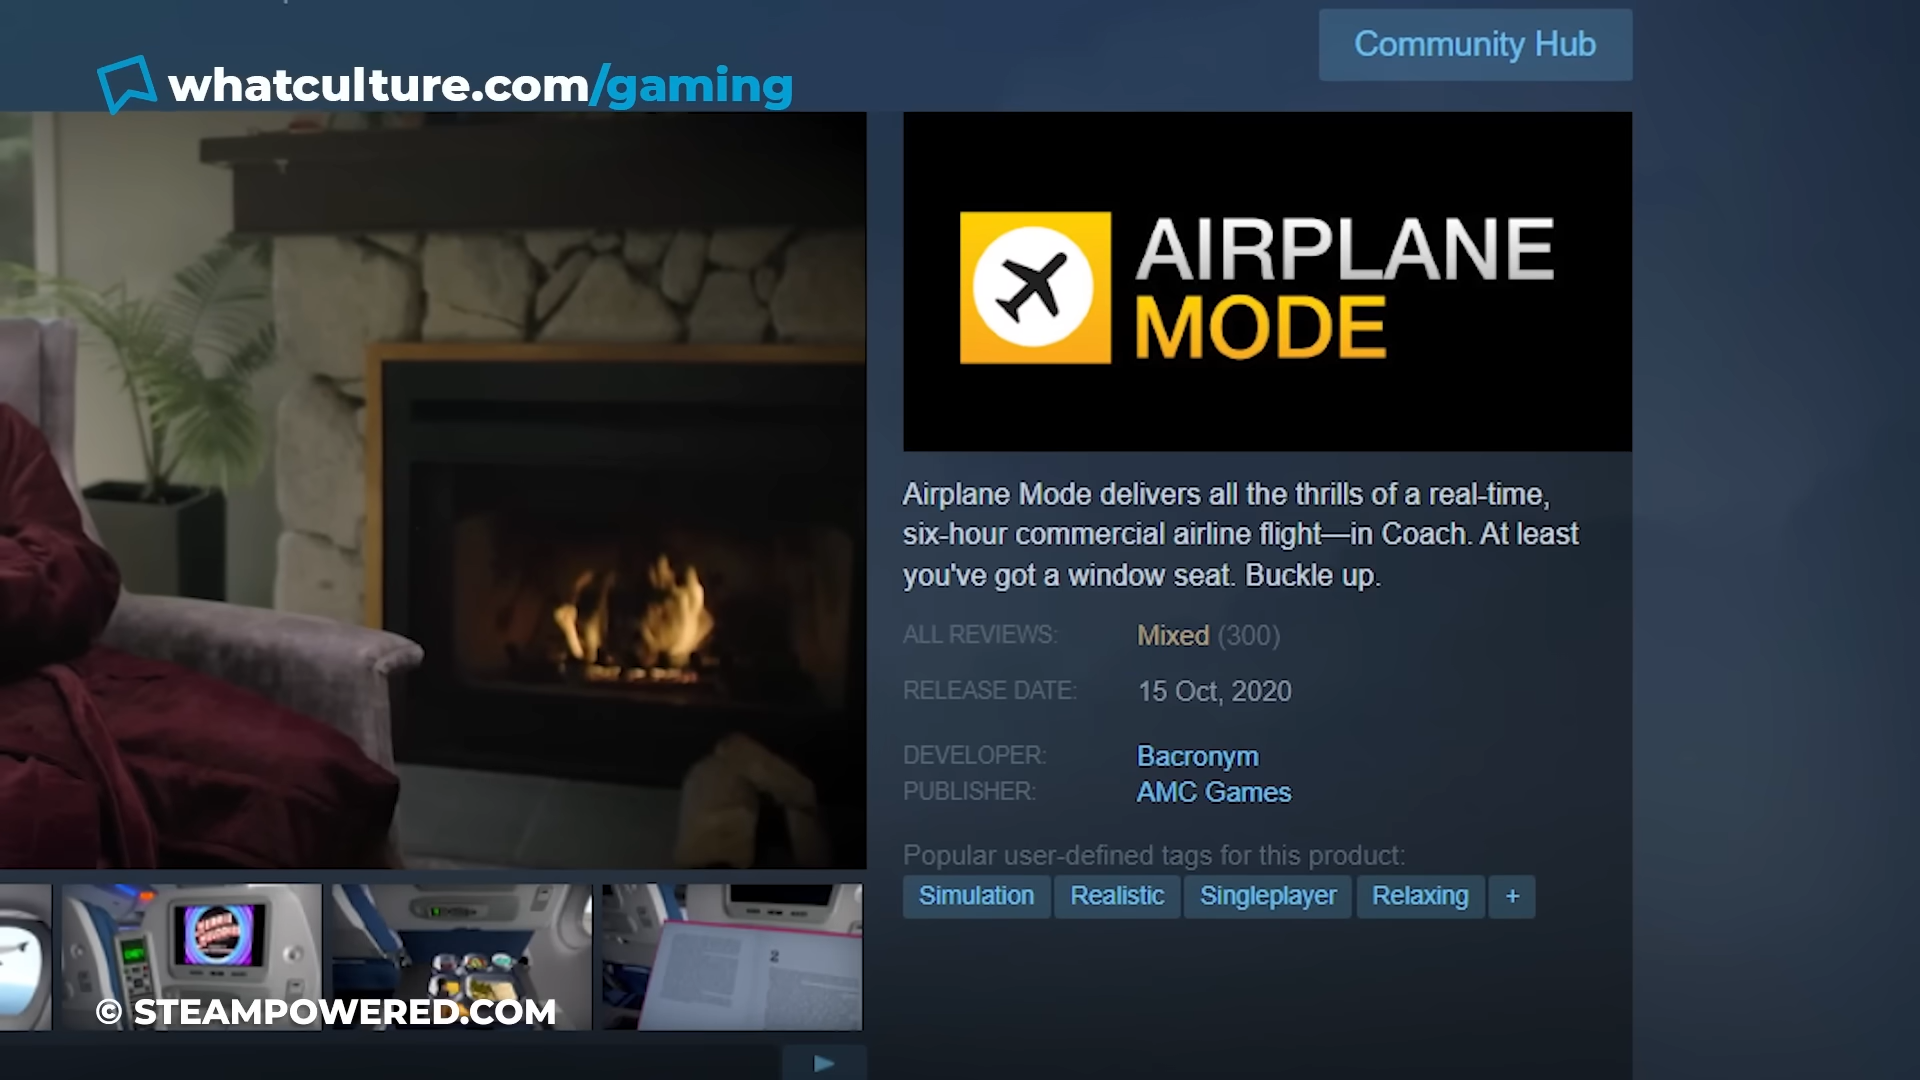 Community Hub
whatculture.com/gaming
AIRPLANE
MODE
Airplane Mode delivers all the thrills of a real-time,
six-hour commercial airline flight—in Coach. At least
you've got a window seat. Buckle up.
ALL REVIEWS: Mixed (300)
RELEASE DATE: 15 Oct, 2020
DEVELOPER: Bacronym
PUBLISHER: AMC Games
Popular user-defined tags for this product:
Simulation Realistic Singleplayer Relaxing +
2
© STEAMPOWERED.COM